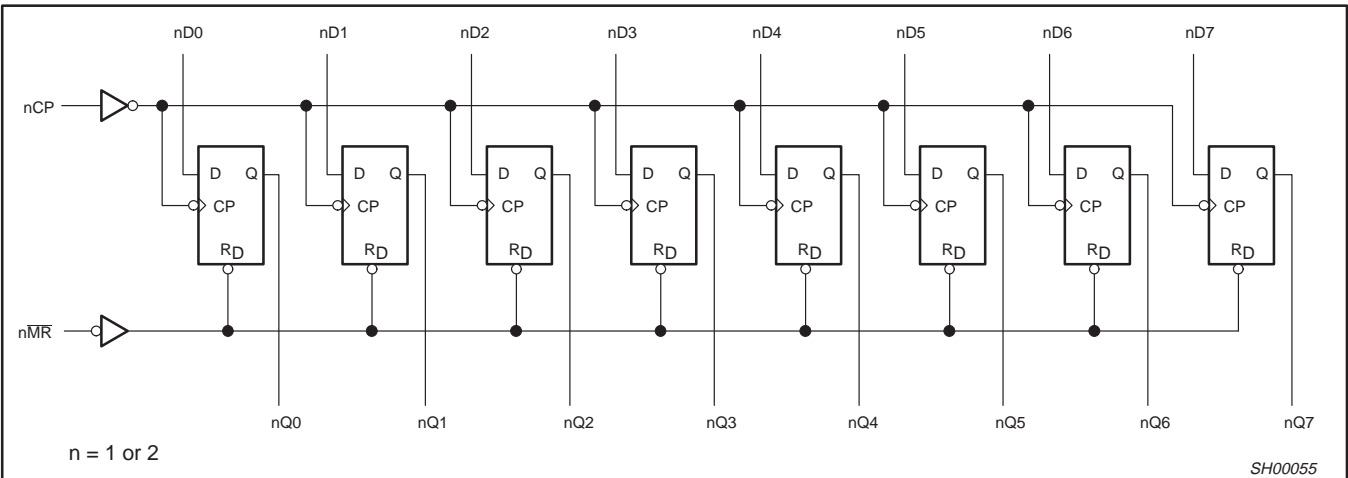 nD0 nD1 nD2 nD3 nD4 nD5 nD6 nD7
nCP
D Q D Q D Q D Q D Q D Q D Q D Q
CP CP CP CP CP CP CP CP
RD RD RD RD RD RD RD RD
nM̅R̅
nQ0 nQ1 nQ2 nQ3 nQ4 nQ5 nQ6 nQ7
n = 1 or 2
SH00055